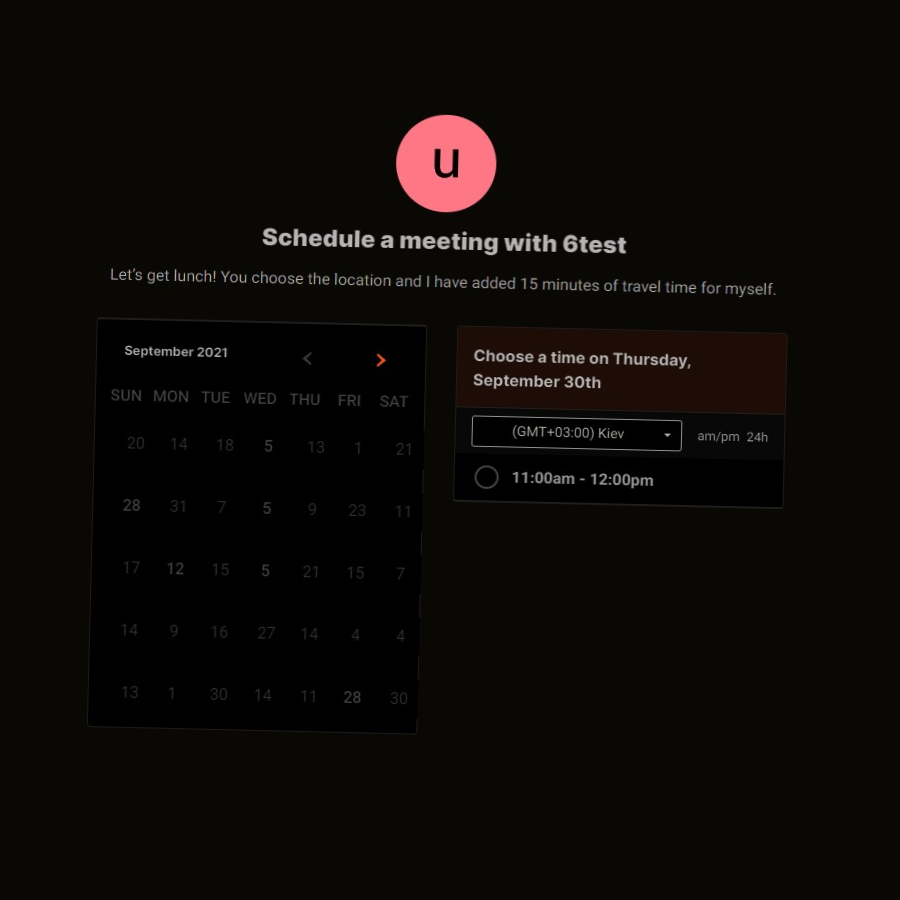 u
Schedule a meeting with 6test
Let's get lunch! You choose the location and I have added 15 minutes of travel time for myself.
September 2021
SUN MON TUE WED THU FRI SAT
20 14 18 5 13 1 21
28 31 7 5 9 23 11
17 12 15 5 21 15 7
14 9 16 27 14 4 4
13 1 30 14 11 28 30
Choose a time on Thursday,
September 30th
(GMT+03:00) Kiev
am/pm 24h
11:00am - 12:00pm